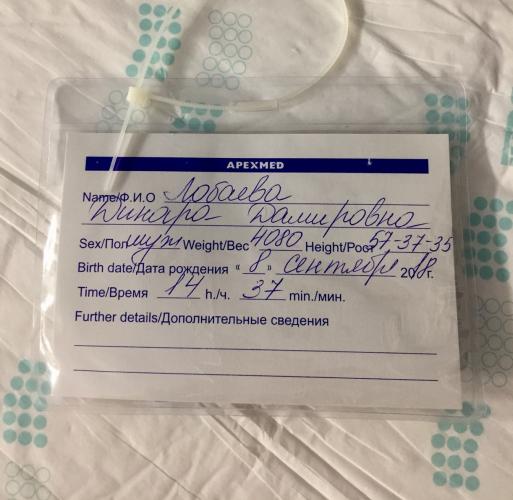 APEXMED
Name/Ф.И.О Лобаева
Динара Дамировна
Sex/Пол муж Weight/Вес 4080 Height/Рост 57-37-35
Birth date/Дата рождения « 8 » сентября 2018 г.
Time/Время 14 h./ч. 37 min./мин.
Further details/Дополнительные сведения